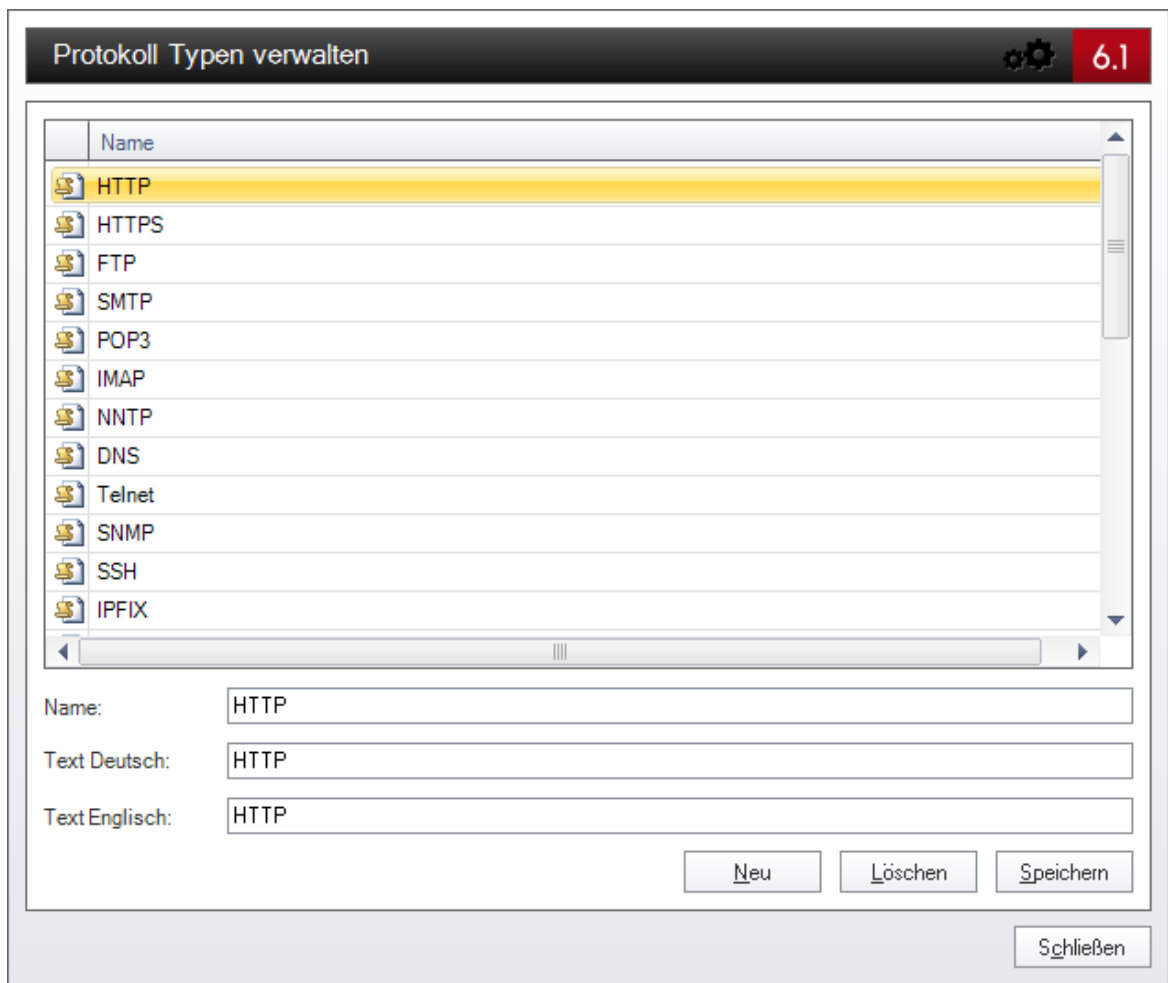 Protokoll Typen verwalten 6.1
Name
HTTP
HTTPS
FTP
SMTP
POP3
IMAP
NNTP
DNS
Telnet
SNMP
SSH
IPFIX
Name: HTTP
Text Deutsch: HTTP
Text Englisch: HTTP
Neu Löschen Speichern
Schließen